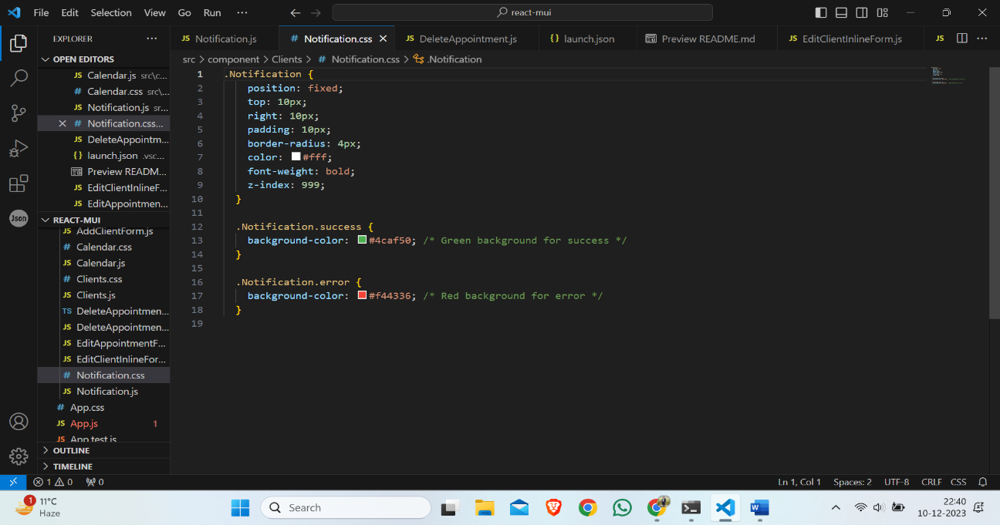 File Edit Selection View Go Run ···
react-mui
EXPLORER ···
OPEN EDITORS
JS Calendar.js src\c...
# Calendar.css src\...
JS Notification.js sr...
# Notification.css...
JS DeleteAppointm...
{} launch.json .vsc...
Preview READM...
JS EditClientInlineF...
JS EditAppointmen...
REACT-MUI
JS AddClientForm.js
# Calendar.css
JS Calendar.js
# Clients.css
JS Clients.js
TS DeleteAppointmen...
JS DeleteAppointmen...
JS EditAppointmentF...
JS EditClientInlineFor...
# Notification.css
JS Notification.js
# App.css
JS App.js 1
JS App.test.js
OUTLINE
TIMELINE
Json
JS Notification.js
# Notification.css
JS DeleteAppointment.js
{} launch.json
Preview README.md
JS EditClientInlineForm.js
JS
src > component > Clients > # Notification.css > .Notification
1 .Notification {
2 position: fixed;
3 top: 10px;
4 right: 10px;
5 padding: 10px;
6 border-radius: 4px;
7 color: #fff;
8 font-weight: bold;
9 z-index: 999;
10 }
11
12 .Notification.success {
13 background-color: #4caf50; /* Green background for success */
14 }
15
16 .Notification.error {
17 background-color: #f44336; /* Red background for error */
18 }
19
1 0 0
Ln 1, Col 1 Spaces: 2 UTF-8 CRLF CSS
1
11°C
Haze
Search
22:40
10-12-2023